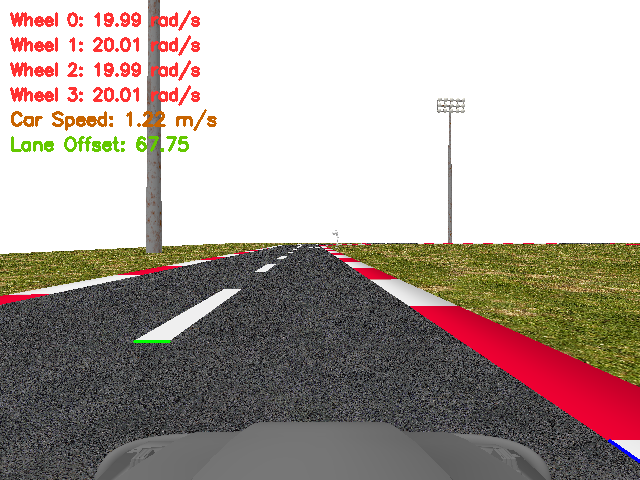 Wheel 0: 19.99 rad/s
Wheel 1: 20.01 rad/s
Wheel 2: 19.99 rad/s
Wheel 3: 20.01 rad/s
Car Speed: 1.22 m/s
Lane Offset: 67.75